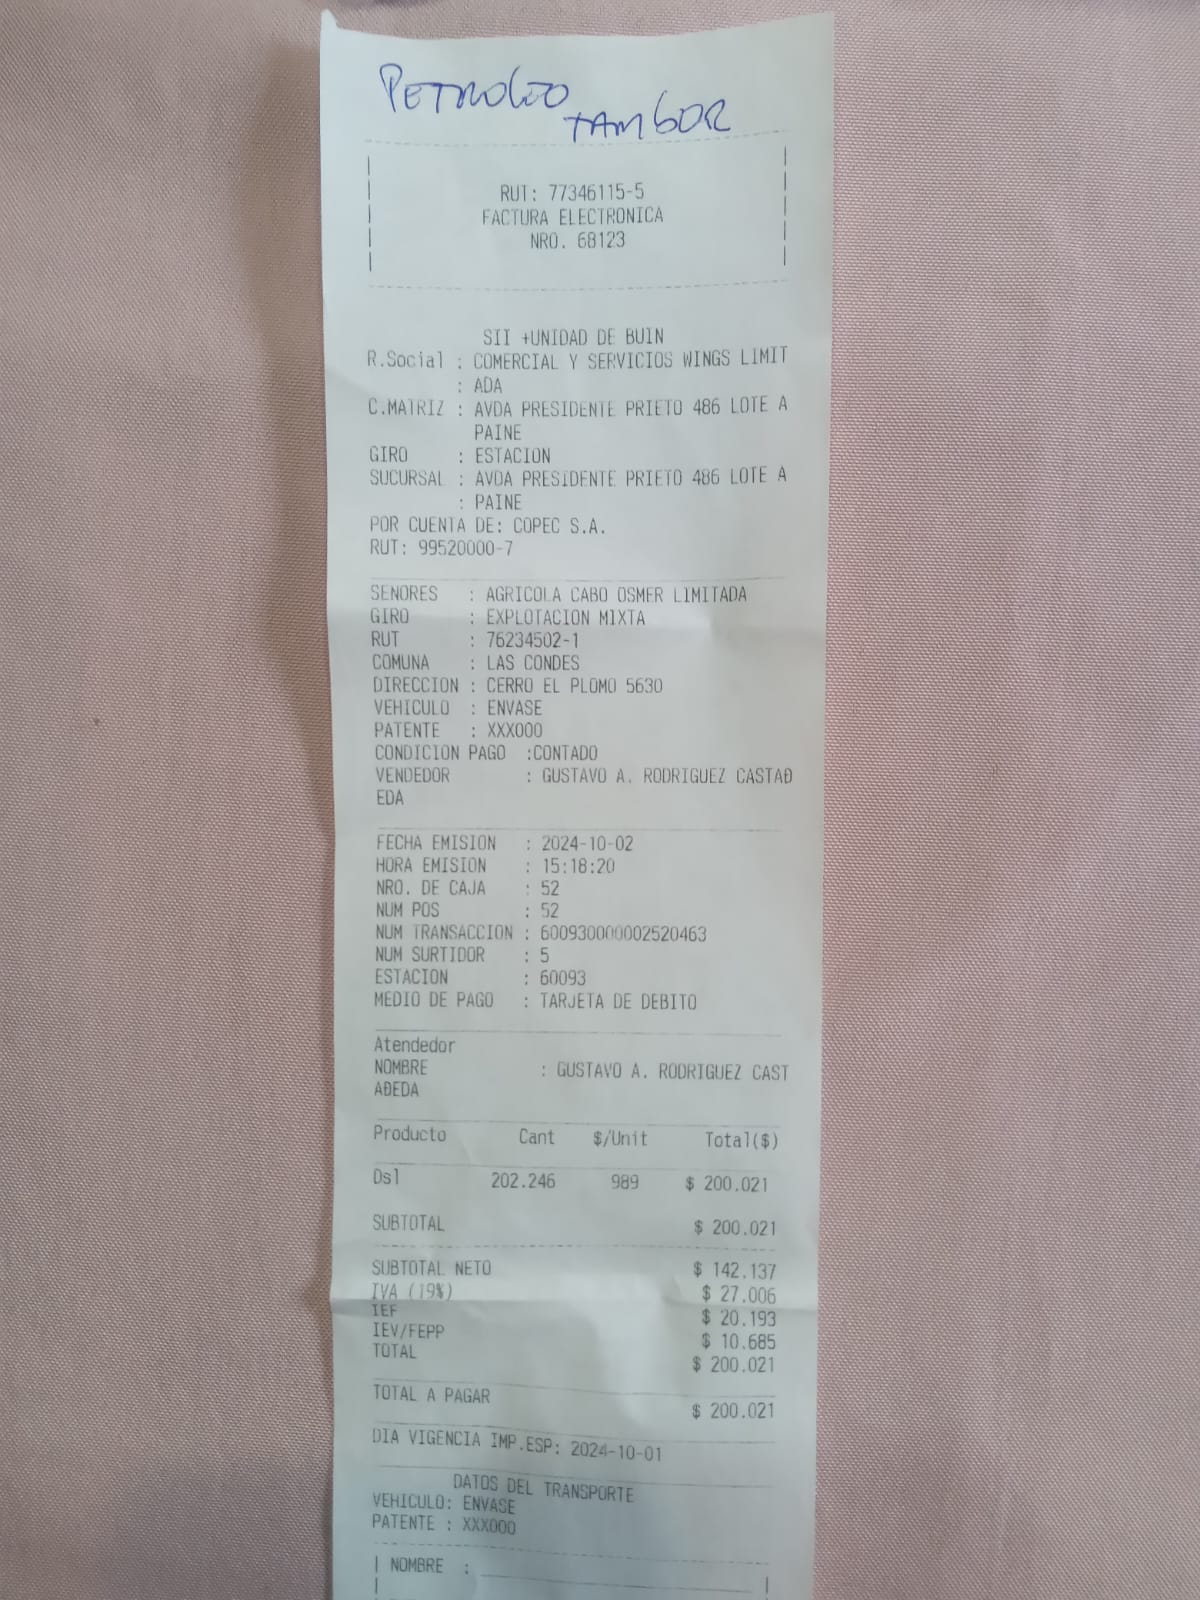 PETROLEO
TAMBOR
RUT: 77346115-5
FACTURA ELECTRONICA
NRO. 68123
SII +UNIDAD DE BUIN
R.Social : COMERCIAL Y SERVICIOS WINGS LIMIT
: ADA
C.MATRIZ : AVDA PRESIDENTE PRIETO 486 LOTE A
PAINE
GIRO : ESTACION
SUCURSAL : AVDA PRESIDENTE PRIETO 486 LOTE A
: PAINE
POR CUENTA DE: COPEC S.A.
RUT: 99520000-7
SENORES : AGRICOLA CABO OSMER LIMITADA
GIRO : EXPLOTACION MIXTA
RUT : 76234502-1
COMUNA : LAS CONDES
DIRECCION : CERRO EL PLOMO 5630
VEHICULO : ENVASE
PATENTE : XXX000
CONDICION PAGO :CONTADO
VENDEDOR : GUSTAVO A. RODRIGUEZ CASTAÐ
EDA
FECHA EMISION : 2024-10-02
HORA EMISION : 15:18:20
NRO. DE CAJA : 52
NUM POS : 52
NUM TRANSACCION : 600930000002520463
NUM SURTIDOR : 5
ESTACION : 60093
MEDIO DE PAGO : TARJETA DE DEBITO
Atendedor
NOMBRE : GUSTAVO A. RODRIGUEZ CAST
AÐEDA
Producto Cant $/Unit Total($)
Dsl 202.246 989 $ 200.021
SUBTOTAL $ 200.021
SUBTOTAL NETO $ 142.137
IVA (19%) $ 27.006
IEF $ 20.193
IEV/FEPP $ 10.685
TOTAL $ 200.021
TOTAL A PAGAR $ 200.021
DIA VIGENCIA IMP.ESP: 2024-10-01
DATOS DEL TRANSPORTE
VEHICULO: ENVASE
PATENTE : XXX000
NOMBRE :